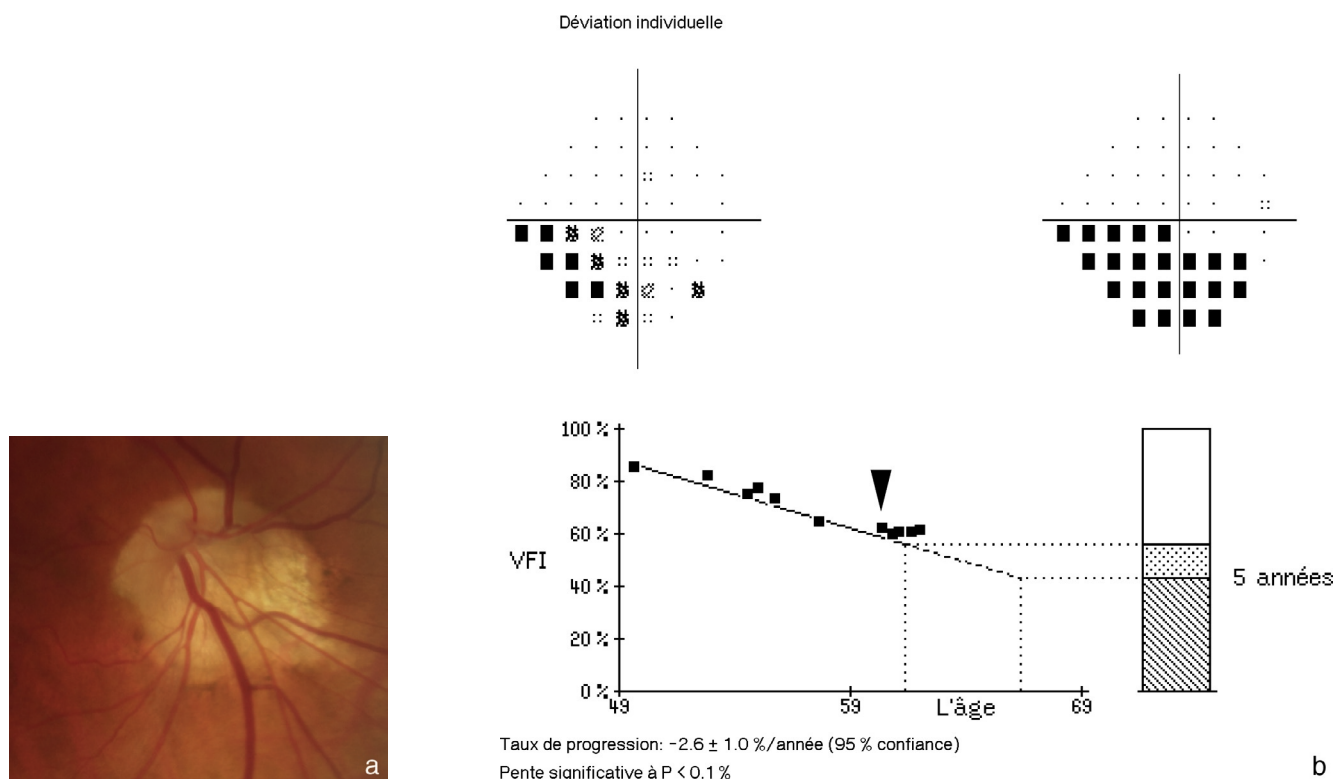 Déviation individuelle
100 %
80 %
60 %
VFI
40 %
5 années
20 %
0 %
49
59
L'âge
69
Taux de progression: -2.6 ± 1.0 %/année (95 % confiance)
Pente significative à P < 0.1 %
a
b